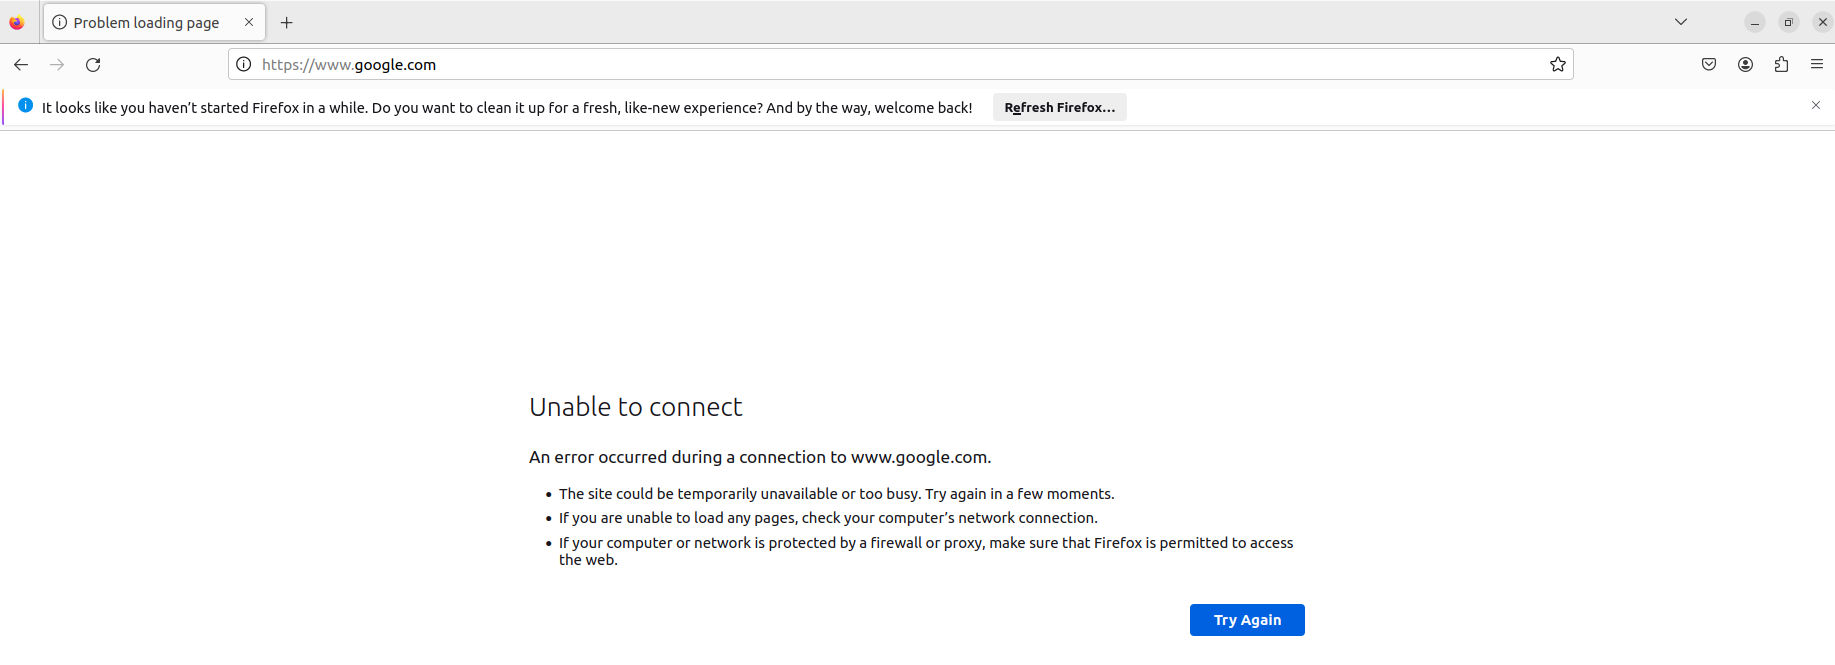 Problem loading page
https://www.google.com
It looks like you haven’t started Firefox in a while. Do you want to clean it up for a fresh, like-new experience? And by the way, welcome back! Refresh Firefox…
Unable to connect
An error occurred during a connection to www.google.com.
• The site could be temporarily unavailable or too busy. Try again in a few moments.
• If you are unable to load any pages, check your computer’s network connection.
• If your computer or network is protected by a firewall or proxy, make sure that Firefox is permitted to access
the web.
Try Again